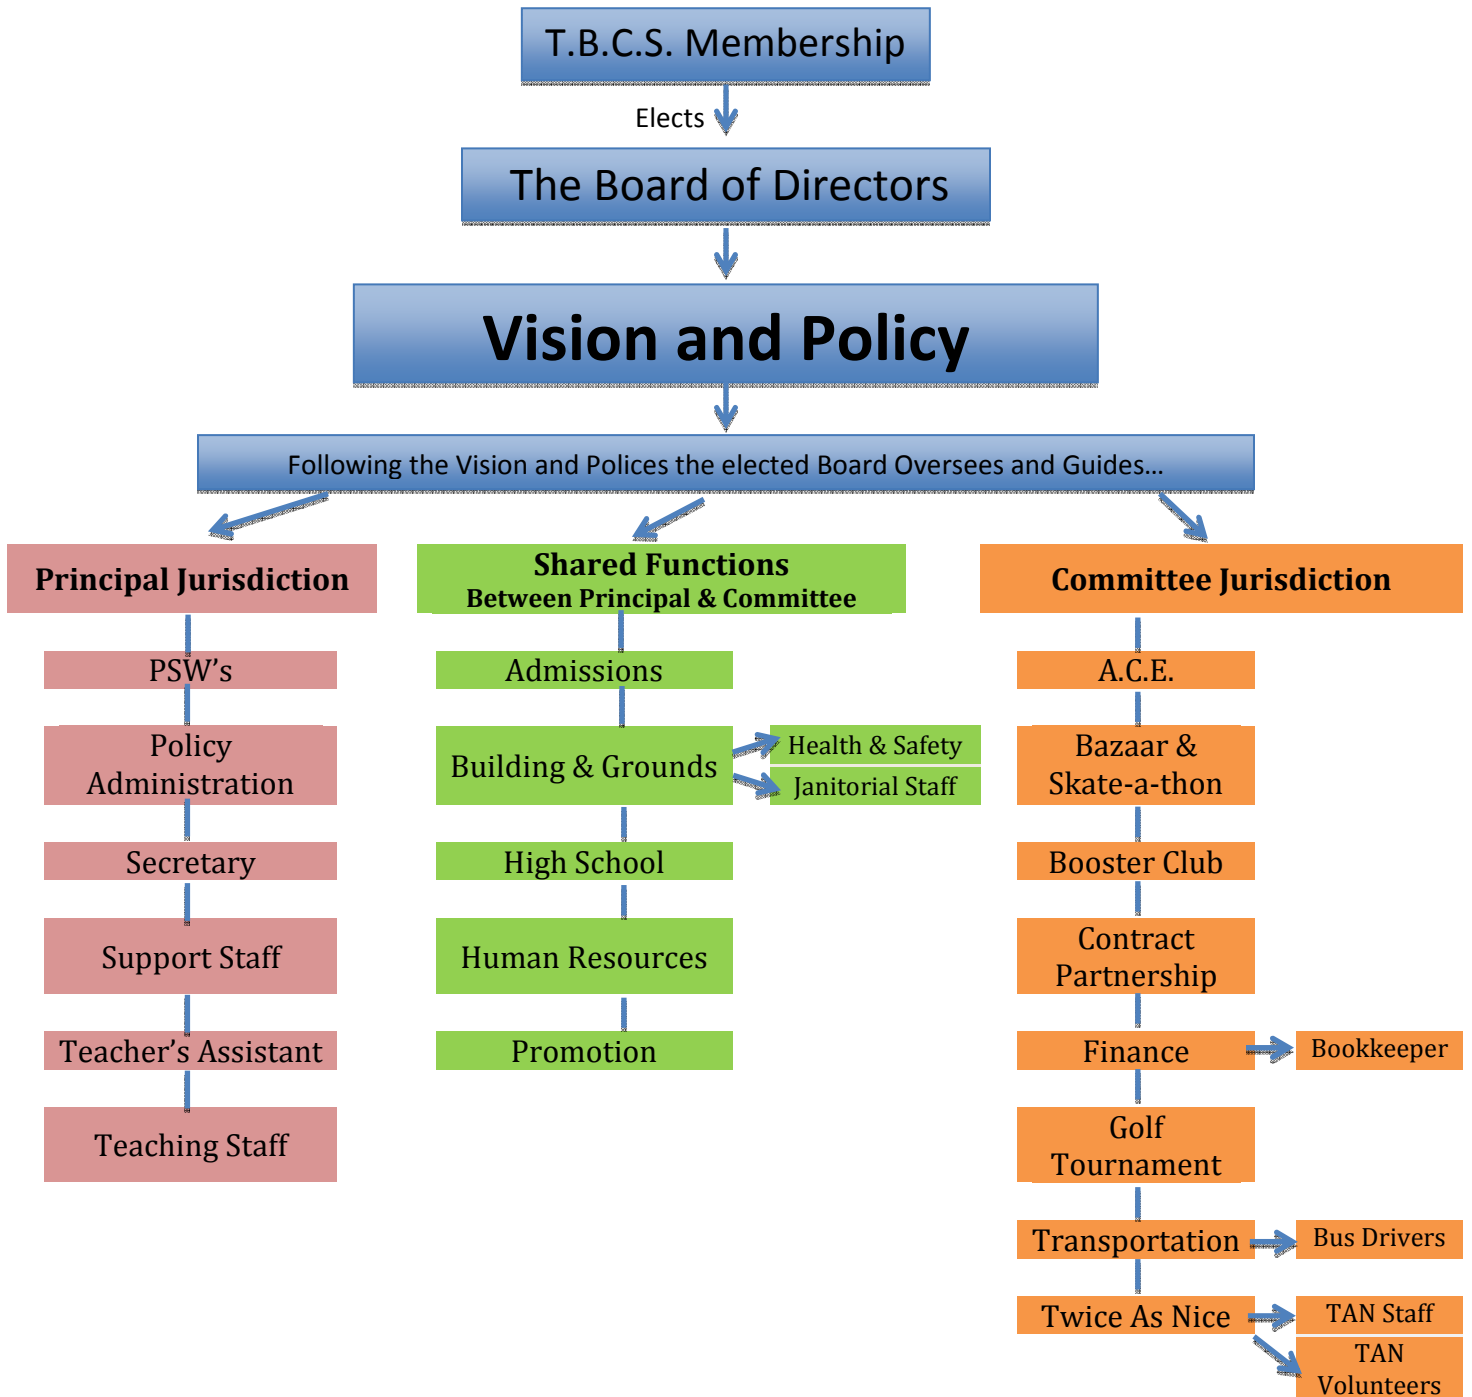 T.B.C.S. Membership
Elects
The Board of Directors
Vision and Policy
Following the Vision and Polices the elected Board Oversees and Guides…
Principal Jurisdiction
PSW’s
Policy
Administration
Secretary
Support Staff
Teacher’s Assistant
Teaching Staff
Shared Functions
Between Principal & Committee
Admissions
Building & Grounds
Health & Safety
Janitorial Staff
High School
Human Resources
Promotion
Committee Jurisdiction
A.C.E.
Bazaar &
Skate-a-thon
Booster Club
Contract
Partnership
Finance
Bookkeeper
Golf
Tournament
Transportation
Bus Drivers
Twice As Nice
TAN Staff
TAN
Volunteers